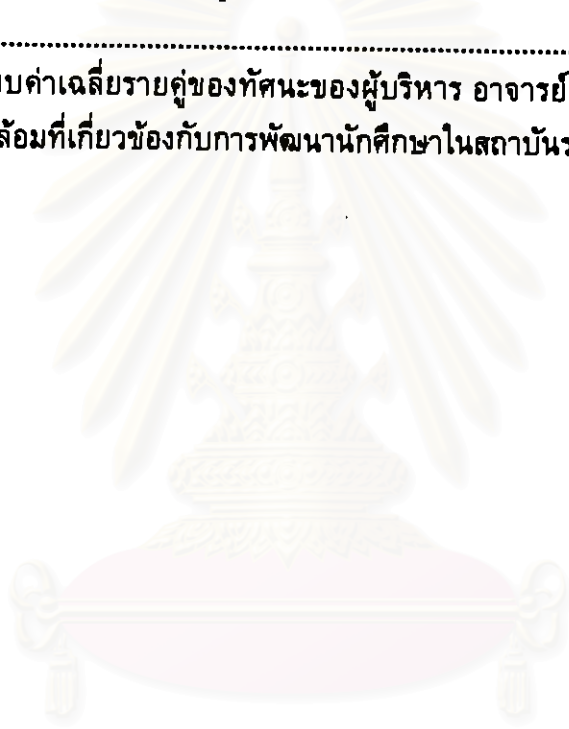 บค่าเฉลี่ยรายคู่ของทัศนะของผู้บริหาร อาจารย์
ล้อมที่เกี่ยวข้องกับการพัฒนานักศึกษาในสถาบันร